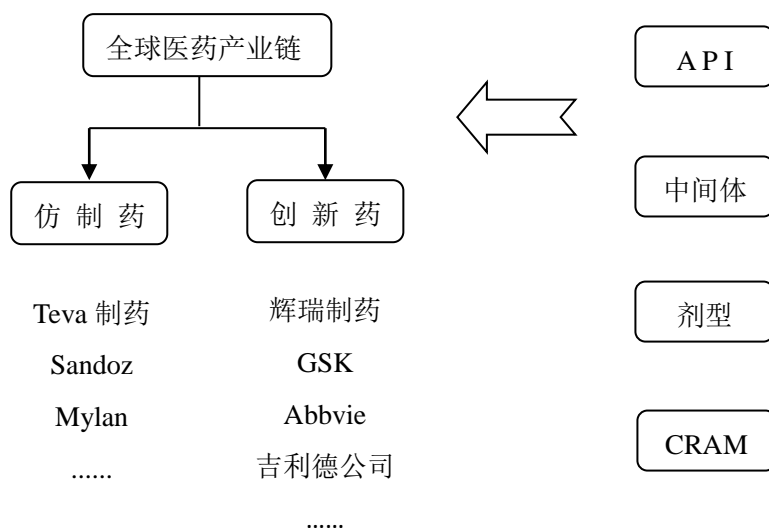 全球医药产业链
仿 制 药
创 新 药
Teva 制药
Sandoz
Mylan
......
辉瑞制药
GSK
Abbvie
吉利德公司
......
A P I
中间体
剂型
CRAM